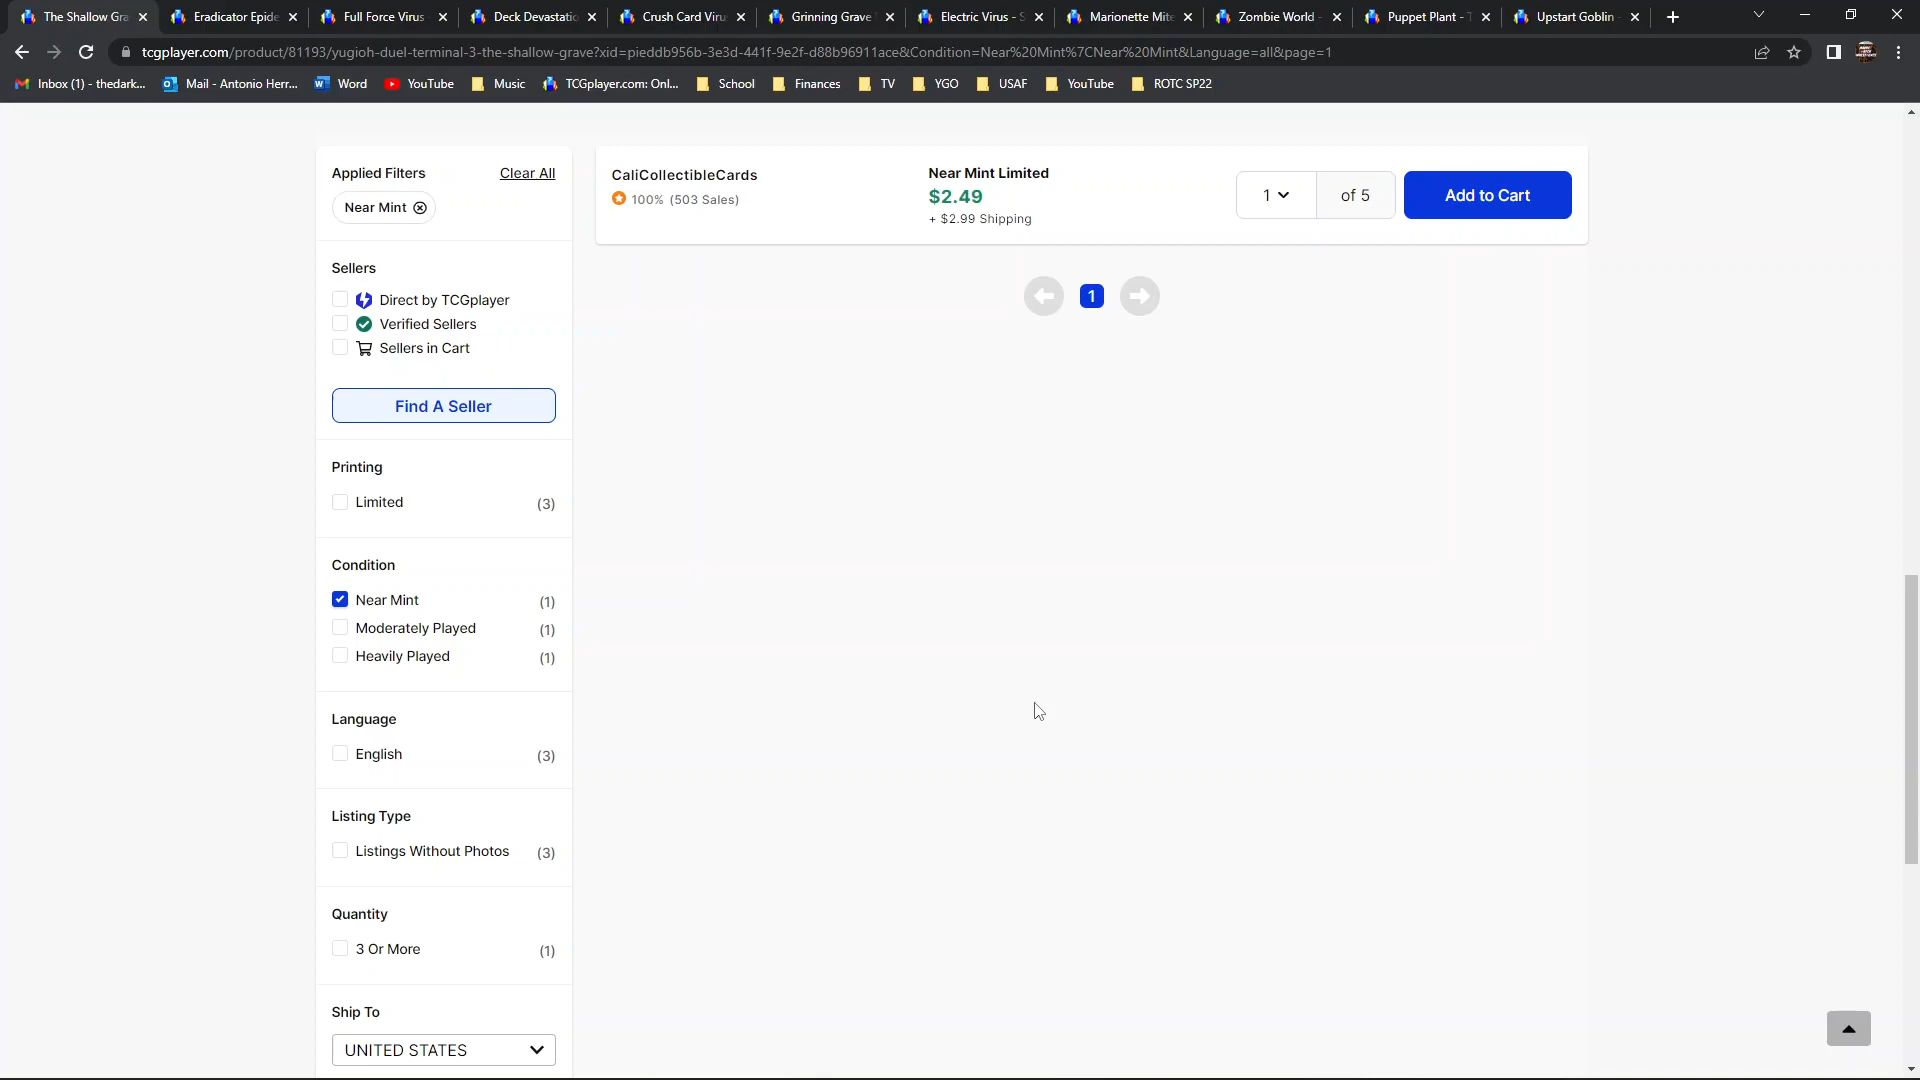 The Shallow Gra
Eradicator Epide
Full Force Virus
Deck Devastatio
Crush Card Viru
Grinning Grave
Electric Virus - S
Marionette Mite
Zombie World -
Puppet Plant - T
Upstart Goblin -
tcgplayer.com/product/81193/yugioh-duel-terminal-3-the-shallow-grave?xid=pieddb956b-3e3d-441f-9e2f-d88b96911ace&Condition=Near%20Mint%7CNear%20Mint&Language=all&page=1
Inbox (1) - thedark...
Mail - Antonio Herr...
Word
YouTube
Music
TCGplayer.com: Onl...
School
Finances
TV
YGO
USAF
YouTube
ROTC SP22
Applied Filters
Clear All
Near Mint
Sellers
Direct by TCGplayer
Verified Sellers
Sellers in Cart
Find A Seller
Printing
Limited (3)
Condition
Near Mint (1)
Moderately Played (1)
Heavily Played (1)
Language
English (3)
Listing Type
Listings Without Photos (3)
Quantity
3 Or More (1)
Ship To
UNITED STATES
CaliCollectibleCards
100% (503 Sales)
Near Mint Limited
$2.49
+ $2.99 Shipping
1
of 5
Add to Cart
1